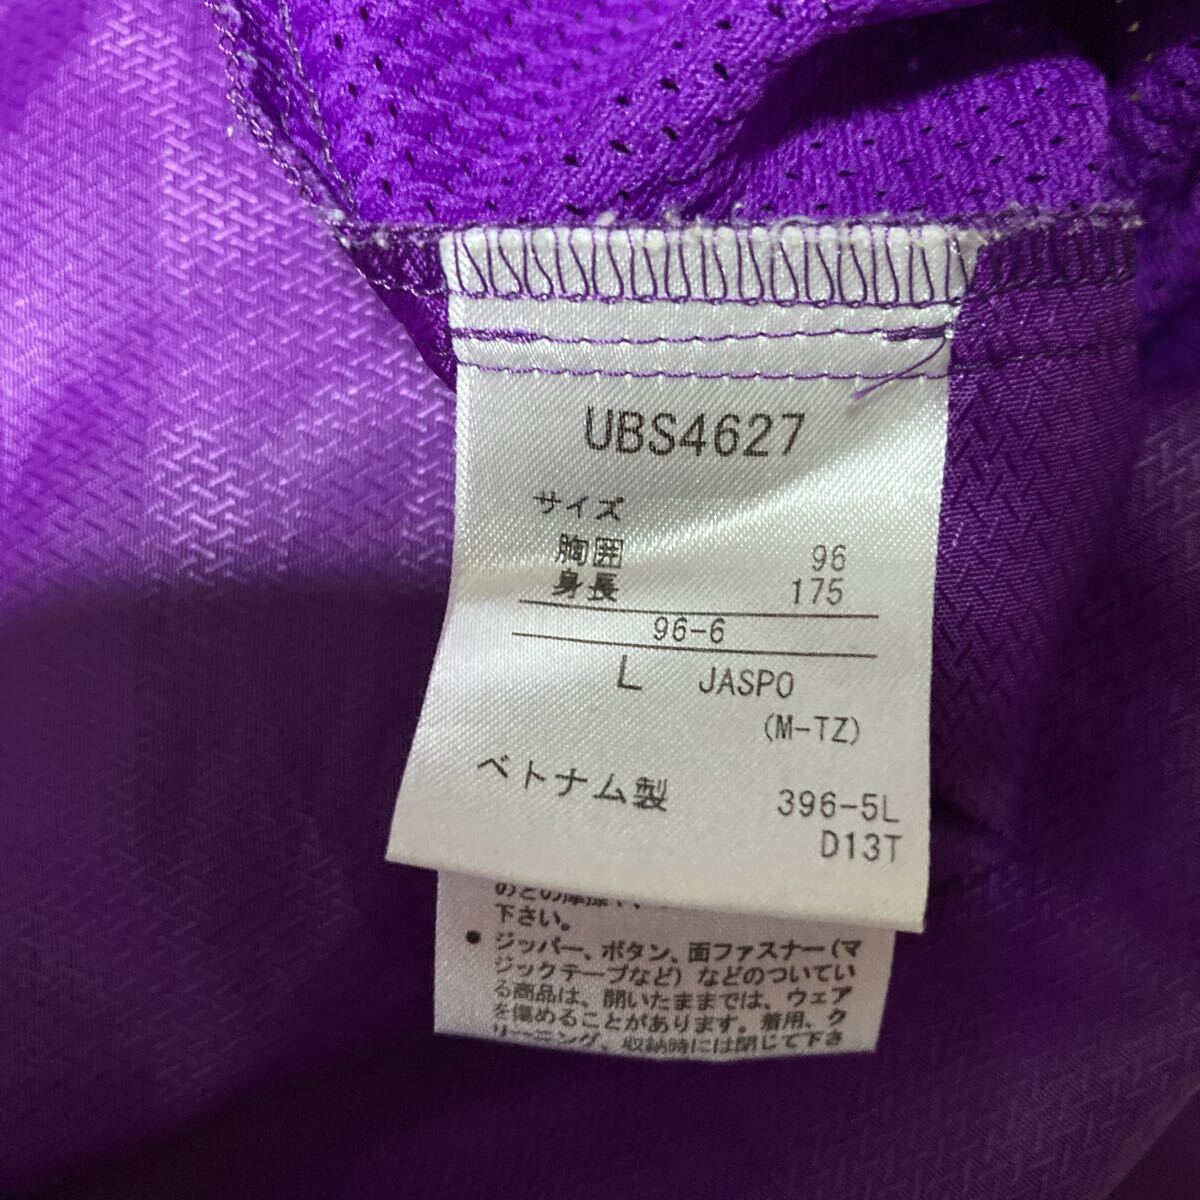 UBS4627
サイズ
胸囲 96
身長 175
96-6
L JASPO
(M-TZ)
ベトナム製 396-5L
D13T
下さい。
● ジッパー、ボタン、面ファスナー(マ
ジックテープなど)などのついてい
る商品は、開いたままでは、ウェア
を傷めることがあります。着用、ク
リーニング、収納時には閉じて下さ